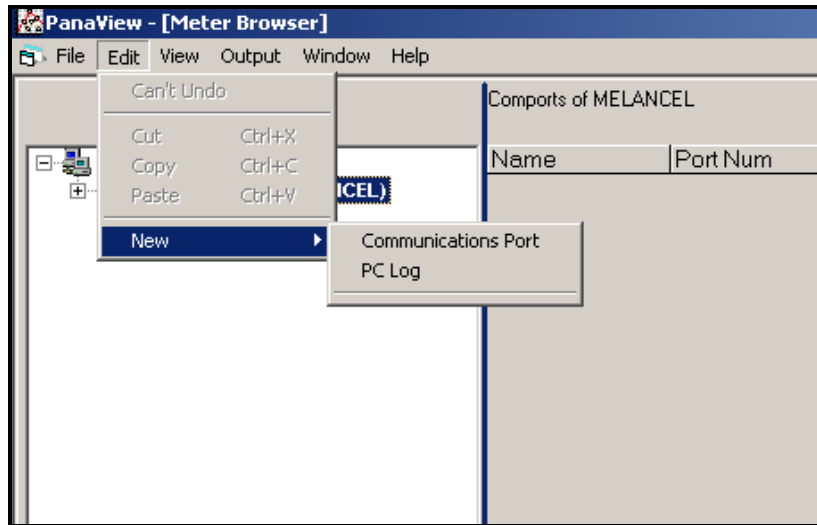 PanaView - [Meter Browser]
File Edit View Output Window Help
Can't Undo
Comports of MELANCEL
Cut Ctrl+X
Name Port Num
Copy Ctrl+C
Paste Ctrl+V
New
Communications Port
PC Log